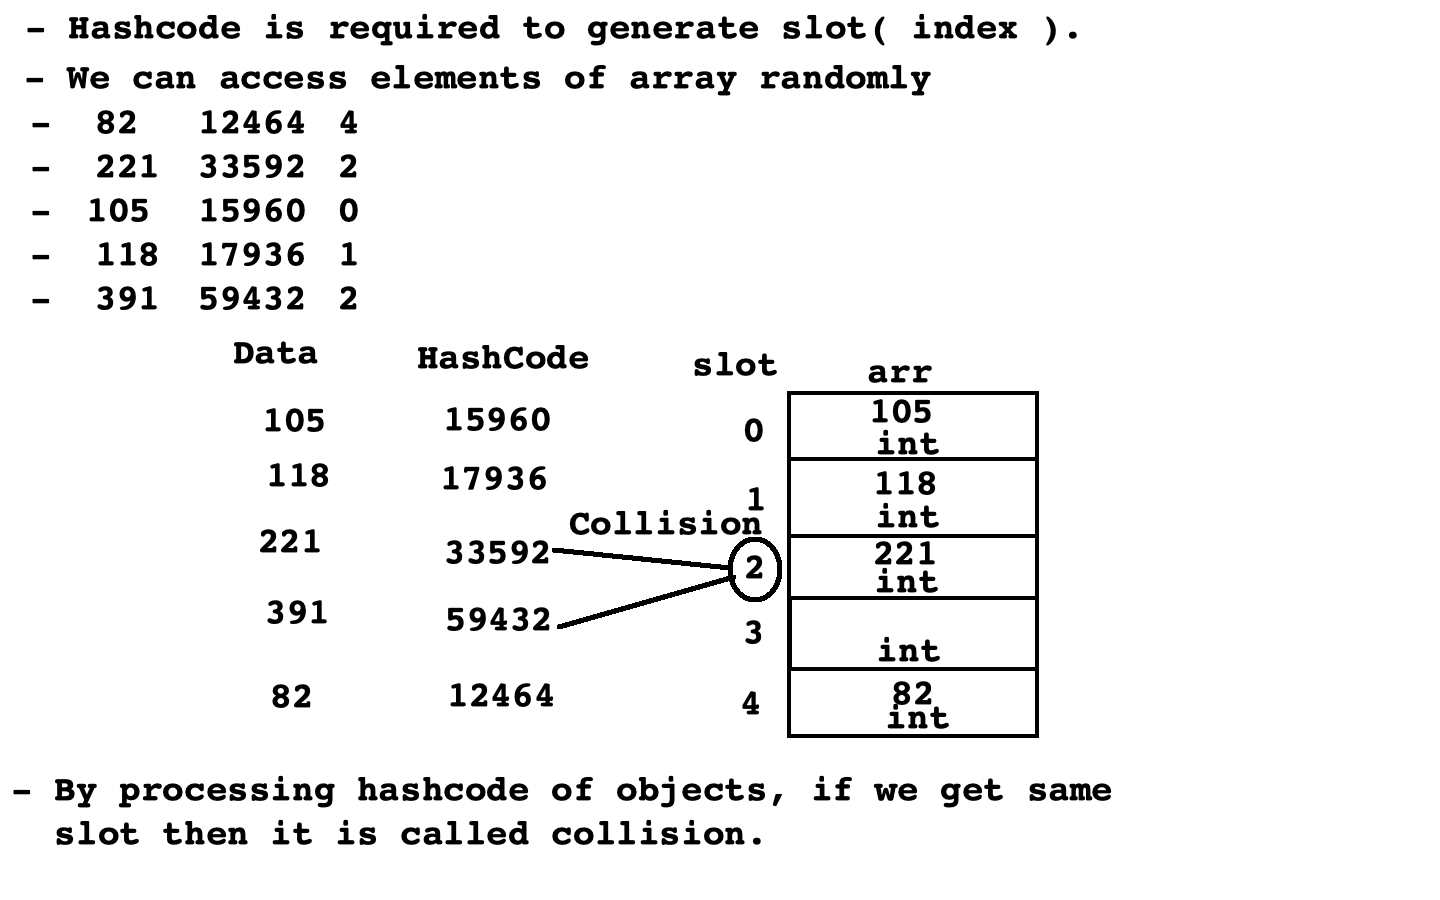 - Hashcode is required to generate slot( index ).
- We can access elements of array randomly
- 82 12464 4
- 221 33592 2
- 105 15960 0
- 118 17936 1
- 391 59432 2
Data HashCode slot arr
105 15960 0 105
int
118 17936 1 118
int
Collision
221 33592 2 221
int
391 59432 3
int
82 12464 4 82
int
- By processing hashcode of objects, if we get same
slot then it is called collision.